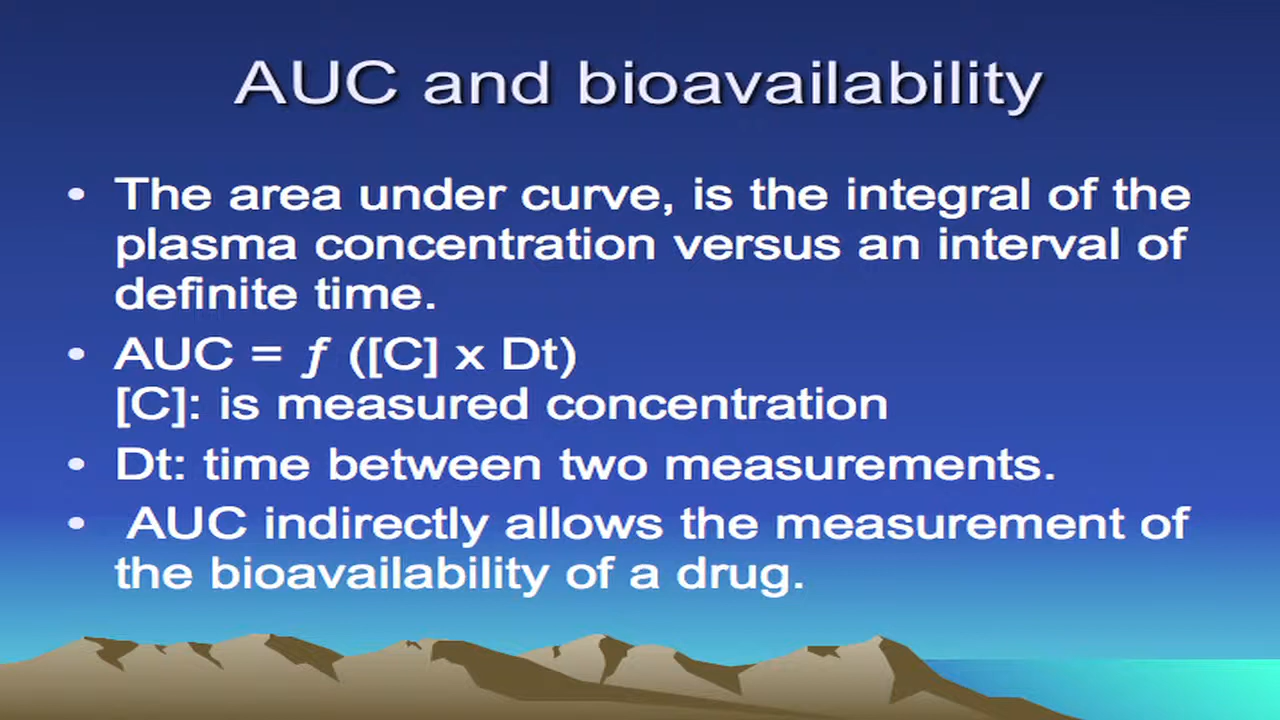 AUC and bioavailability
• The area under curve, is the integral of the
plasma concentration versus an interval of
definite time.
• AUC = ƒ ([C] x Dt)
[C]: is measured concentration
• Dt: time between two measurements.
• AUC indirectly allows the measurement of
the bioavailability of a drug.